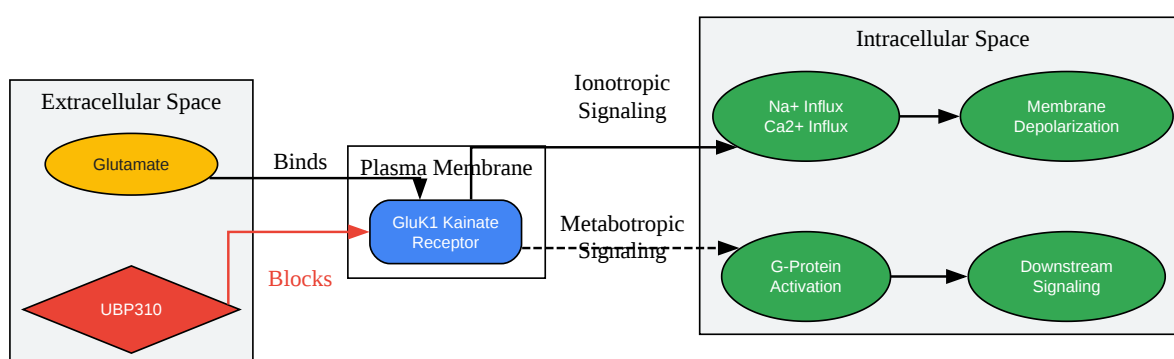 Extracellular Space
Glutamate
UBP310
Binds
Blocks
Plasma Membrane
GluK1 Kainate
Receptor
Ionotropic
Signaling
Metabotropic
Signaling
Intracellular Space
Na+ Influx
Ca2+ Influx
Membrane
Depolarization
G-Protein
Activation
Downstream
Signaling